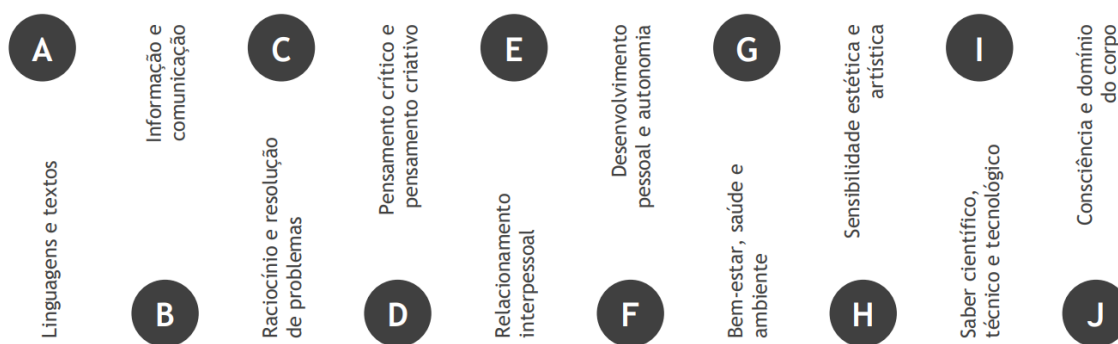 A
Linguagens e textos
Informação e
comunicação
B
C
Raciocínio e resolução
de problemas
Pensamento crítico e
pensamento criativo
D
E
Relacionamento
interpessoal
Desenvolvimento
pessoal e autonomia
F
G
Bem-estar, saúde e
ambiente
Sensibilidade estética e
artística
H
I
Saber científico,
técnico e tecnológico
Consciência e domínio
do corpo
J